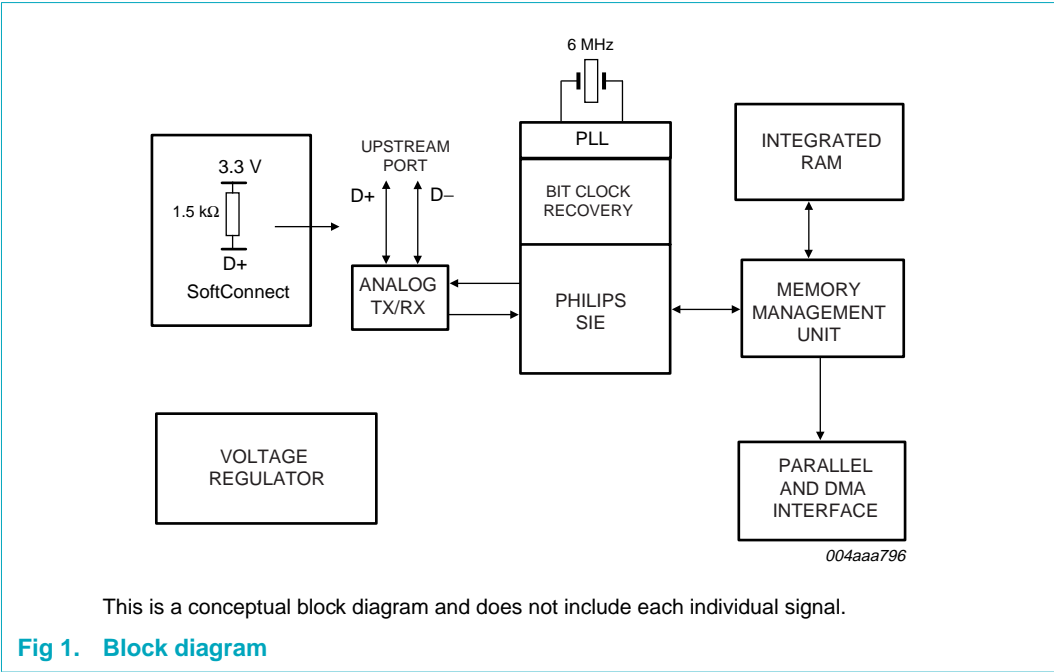 6 MHz
PLL
BIT CLOCK
RECOVERY
PHILIPS
SIE
UPSTREAM
PORT
D+
D−
ANALOG
TX/RX
3.3 V
1.5 kΩ
D+
SoftConnect
INTEGRATED
RAM
MEMORY
MANAGEMENT
UNIT
PARALLEL
AND DMA
INTERFACE
VOLTAGE
REGULATOR
004aaa796
This is a conceptual block diagram and does not include each individual signal.
Fig 1. Block diagram